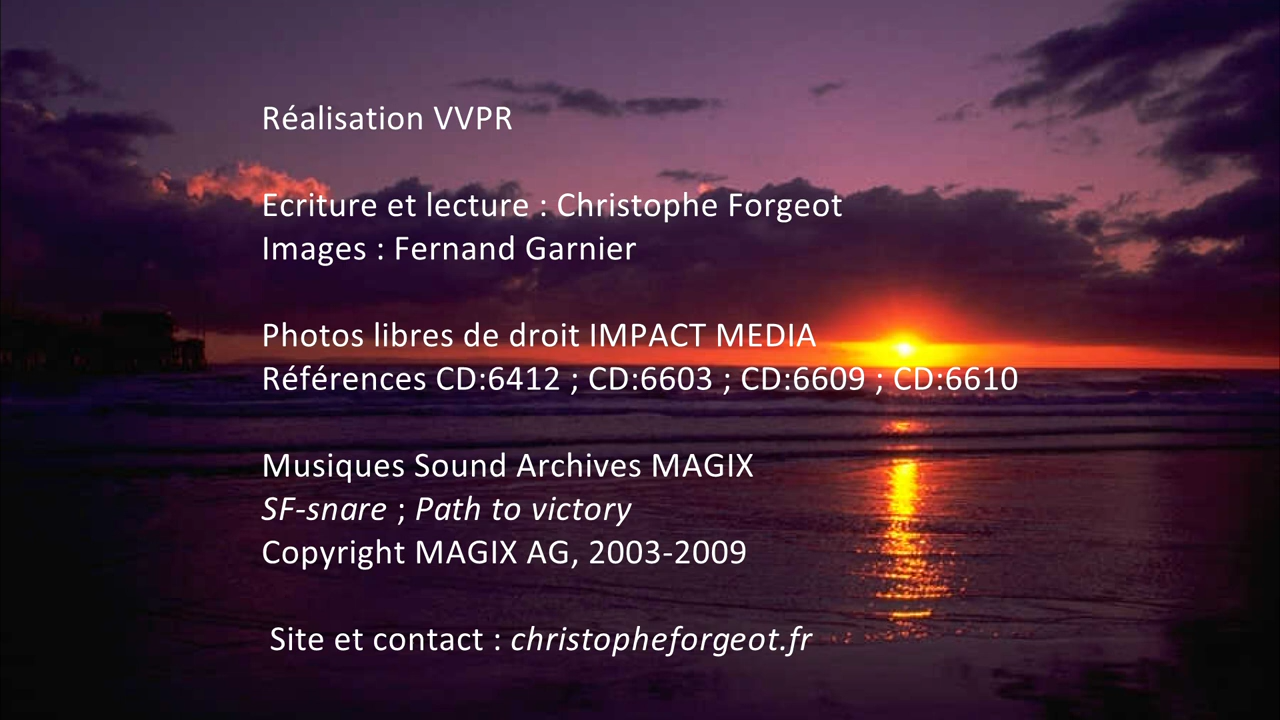 Réalisation VVPR
Ecriture et lecture : Christophe Forgeot
Images : Fernand Garnier
Photos libres de droit IMPACT MEDIA
Références CD:6412 ; CD:6603 ; CD:6609 ; CD:6610
Musiques Sound Archives MAGIX
SF-snare ; Path to victory
Copyright MAGIX AG, 2003-2009
Site et contact : christopheforgeot.fr